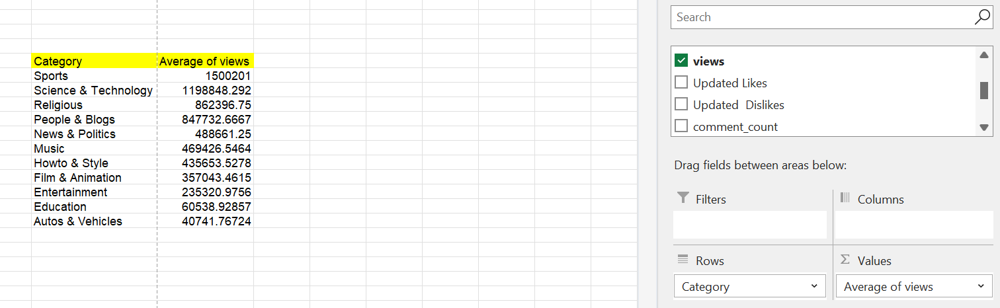 Category Average of views
Sports 1500201
Science & Technology 1198848.292
Religious 862396.75
People & Blogs 847732.6667
News & Politics 488661.25
Music 469426.5464
Howto & Style 435653.5278
Film & Animation 357043.4615
Entertainment 235320.9756
Education 60538.92857
Autos & Vehicles 40741.76724
Search
views
Updated Likes
Updated  Dislikes
comment_count
Drag fields between areas below:
Filters
Columns
Rows
Σ Values
Category
Average of views